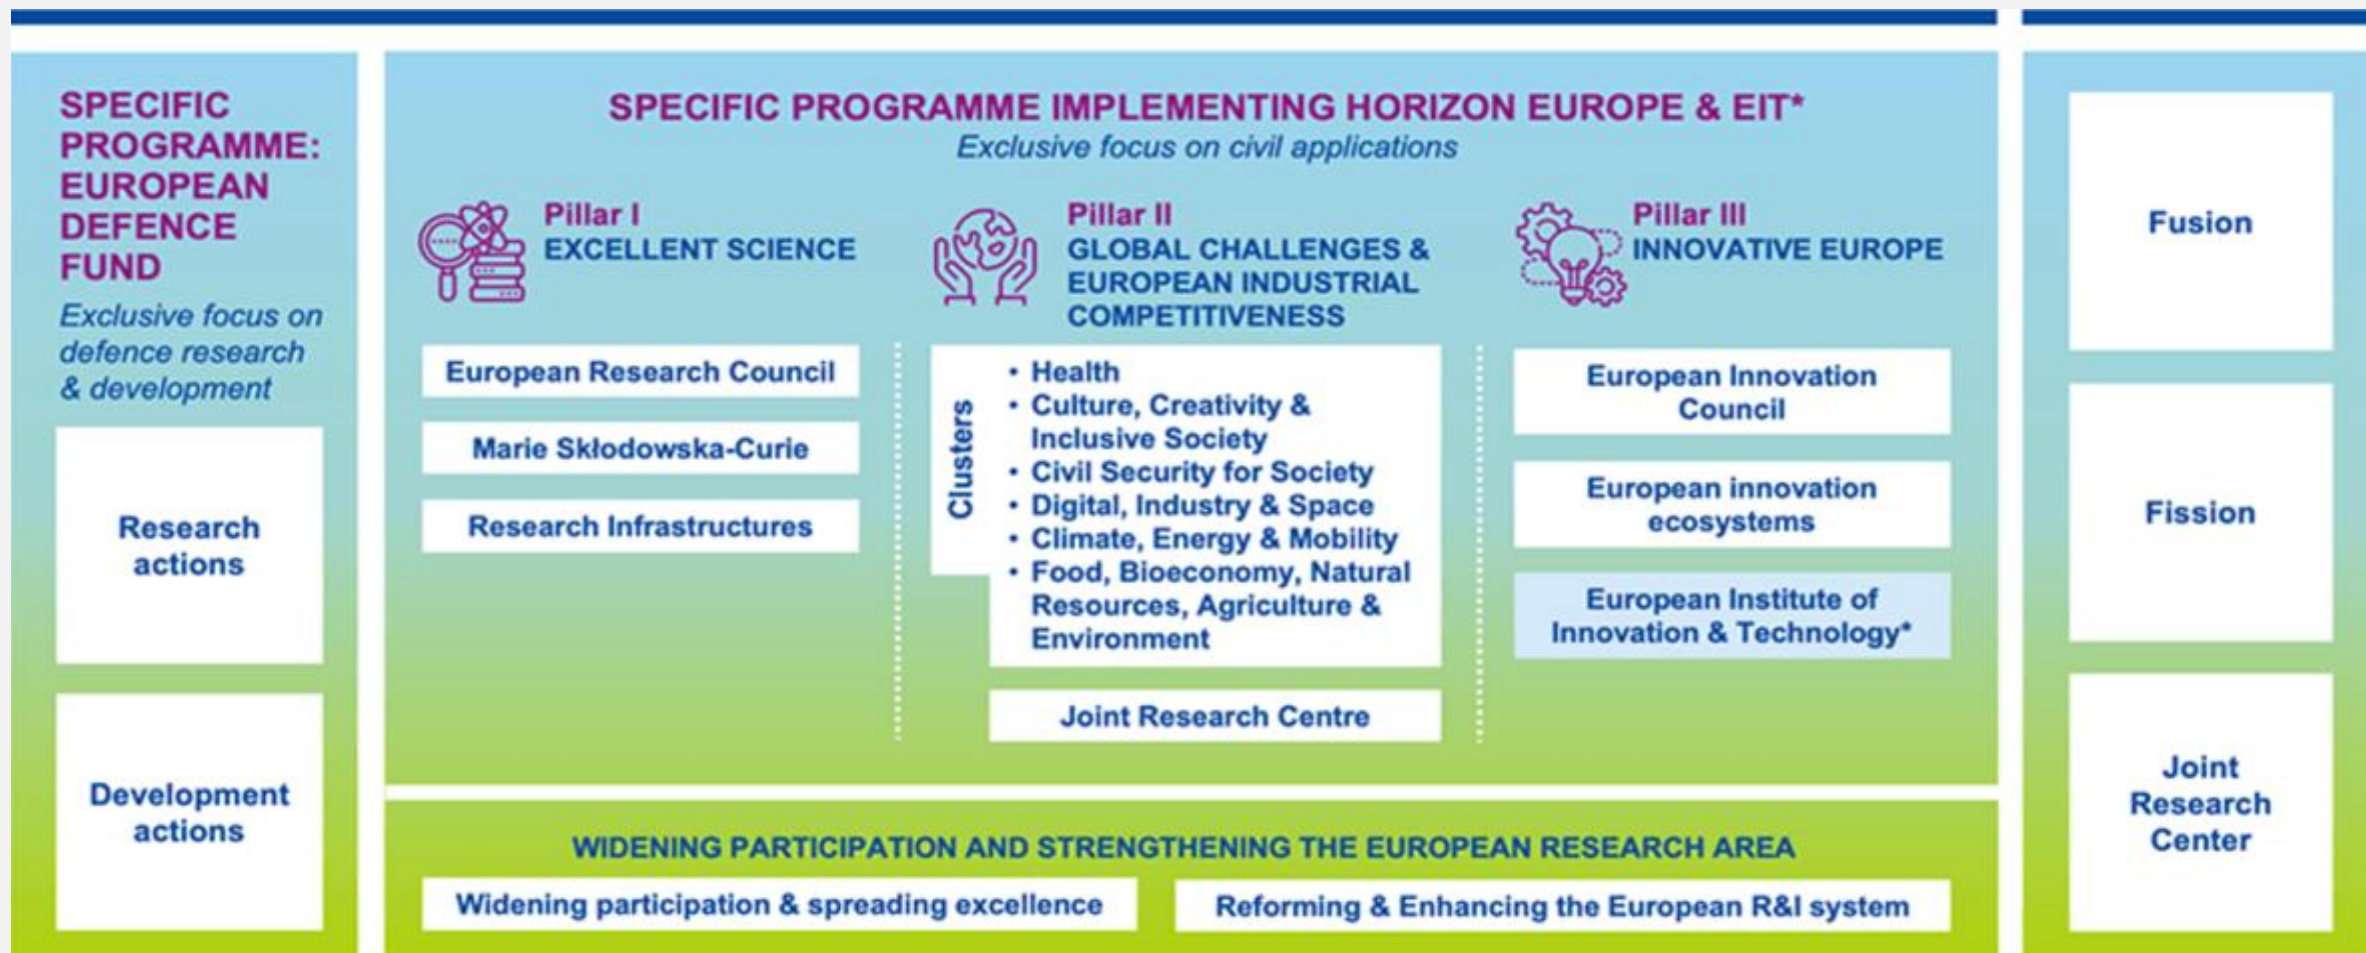 SPECIFIC
PROGRAMME:
EUROPEAN
DEFENCE
FUND
Exclusive focus on
defence research
& development
Research
actions
Development
actions
SPECIFIC PROGRAMME IMPLEMENTING HORIZON EUROPE & EIT*
Exclusive focus on civil applications
Pillar I
EXCELLENT SCIENCE
European Research Council
Marie Skłodowska-Curie
Research Infrastructures
Pillar II
GLOBAL CHALLENGES &
EUROPEAN INDUSTRIAL
COMPETITIVENESS
Clusters
• Health
• Culture, Creativity &
Inclusive Society
• Civil Security for Society
• Digital, Industry & Space
• Climate, Energy & Mobility
• Food, Bioeconomy, Natural
Resources, Agriculture &
Environment
Joint Research Centre
Pillar III
INNOVATIVE EUROPE
European Innovation
Council
European innovation
ecosystems
European Institute of
Innovation & Technology*
WIDENING PARTICIPATION AND STRENGTHENING THE EUROPEAN RESEARCH AREA
Widening participation & spreading excellence
Reforming & Enhancing the European R&I system
Fusion
Fission
Joint
Research
Center